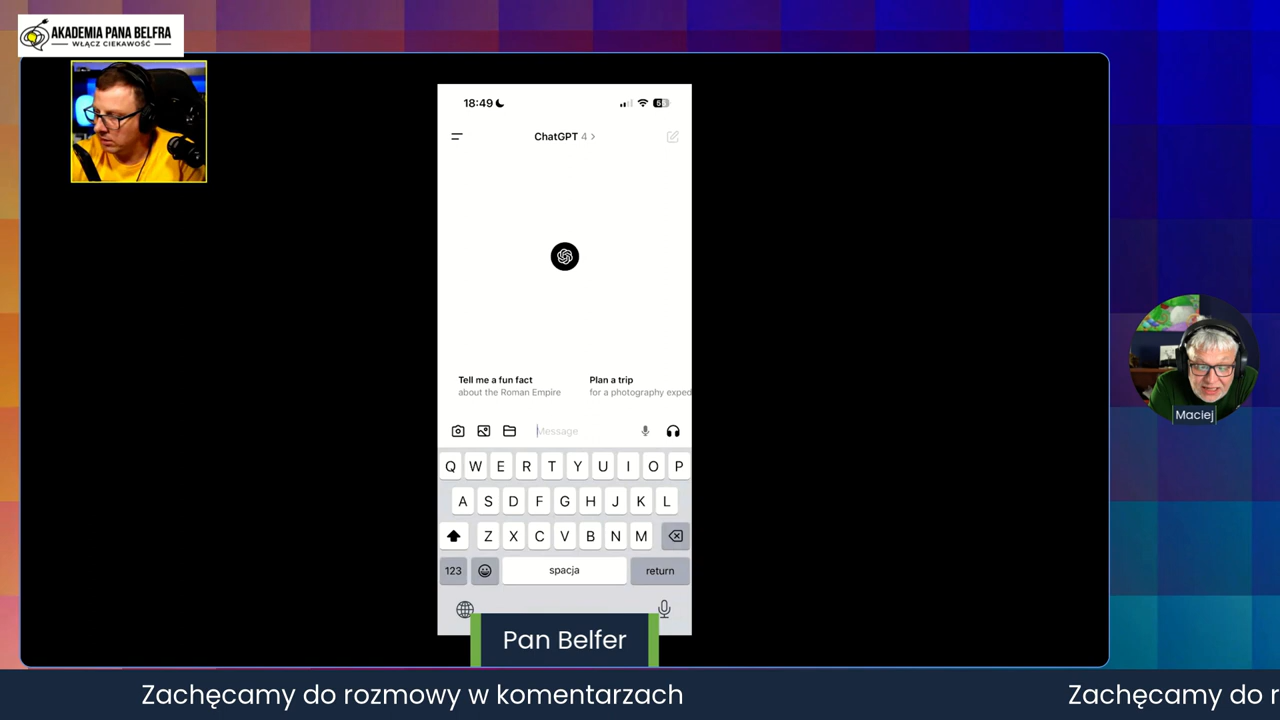 AKADEMIA PANA BELFRA
WŁĄCZ CIEKAWOŚĆ
18:49
ChatGPT 4 >
Tell me a fun fact
about the Roman Empire
Plan a trip
for a photography exped
Message
Q W E R T Y U I O P
A S D F G H J K L
Z X C V B N M
123 spacja return
Maciej
Pan Belfer
Zachęcamy do rozmowy w komentarzach
Zachęcamy do r